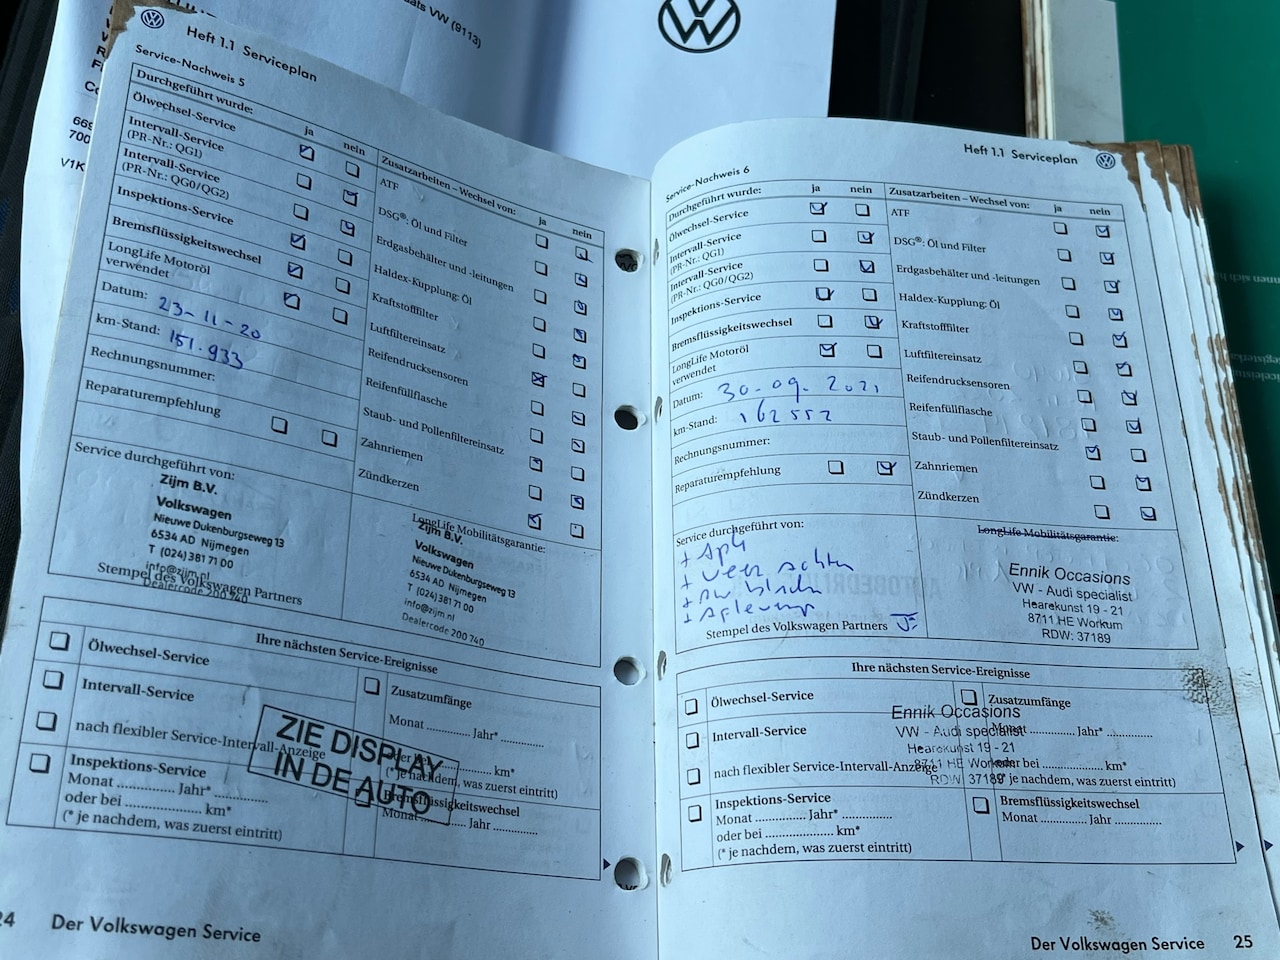 ats VW (9113)
669
700
V1K
Heft 1.1 Serviceplan
Service-Nachweis 5
Durchgeführt wurde:
ja
nein
Ölwechsel-Service
Intervall-Service
(PR-Nr.: QG1)
Intervall-Service
(PR-Nr.: QG0/QG2)
Inspektions-Service
Bremsflüssigkeitswechsel
LongLife Motoröl
verwendet
Datum: 23-11-20
km-Stand: 151.933
Rechnungsnummer:
Reparaturempfehlung
Zusatzarbeiten – Wechsel von:
ja
nein
ATF
DSG®: Öl und Filter
Erdgasbehälter und -leitungen
Haldex-Kupplung: Öl
Kraftstofffilter
Luftfiltereinsatz
Reifendrucksensoren
Reifenfüllflasche
Staub- und Pollenfiltereinsatz
Zahnriemen
Zündkerzen
Service durchgeführt von:
Zijm B.V.
Volkswagen
Nieuwe Dukenburgseweg 13
6534 AD Nijmegen
T (024) 381 71 00
info@zijm.nl
Dealercode 200 740
Stempel des Volkswagen Partners
LongLife Mobilitätsgarantie:
Zijm B.V.
Volkswagen
Nieuwe Dukenburgseweg 13
6534 AD Nijmegen
T (024) 381 71 00
info@zijm.nl
Dealercode 200 740
Ihre nächsten Service-Ereignisse
Ölwechsel-Service
Intervall-Service
nach flexibler Service-Intervall-Anzeige
Inspektions-Service
Monat ............... Jahr* ...............
oder bei ............... km*
(* je nachdem, was zuerst eintritt)
Zusatzumfänge
Monat ............... Jahr* ...............
oder bei ............... km*
(* je nachdem, was zuerst eintritt)
Bremsflüssigkeitswechsel
Monat ............... Jahr ...............
ZIE DISPLAY
IN DE AUTO
24 Der Volkswagen Service
Heft 1.1 Serviceplan
Service-Nachweis 6
Durchgeführt wurde:
ja
nein
Ölwechsel-Service
Intervall-Service
(PR-Nr.: QG1)
Intervall-Service
(PR-Nr.: QG0/QG2)
Inspektions-Service
Bremsflüssigkeitswechsel
LongLife Motoröl
verwendet
Datum: 30-09-2021
km-Stand: 162552
Rechnungsnummer:
Reparaturempfehlung
Zusatzarbeiten – Wechsel von:
ja
nein
ATF
DSG®: Öl und Filter
Erdgasbehälter und -leitungen
Haldex-Kupplung: Öl
Kraftstofffilter
Luftfiltereinsatz
Reifendrucksensoren
Reifenfüllflasche
Staub- und Pollenfiltereinsatz
Zahnriemen
Zündkerzen
Service durchgeführt von:
Stempel des Volkswagen Partners
LongLife Mobilitätsgarantie:
Ennik Occasions
VW - Audi specialist
Hearekunst 19 - 21
8711 HE Workum
RDW: 37189
Ihre nächsten Service-Ereignisse
Ölwechsel-Service
Intervall-Service
nach flexibler Service-Intervall-Anzeige
Inspektions-Service
Monat ............... Jahr* ...............
oder bei ............... km*
(* je nachdem, was zuerst eintritt)
Zusatzumfänge
Monat ............... Jahr* ...............
oder bei ............... km*
(* je nachdem, was zuerst eintritt)
Bremsflüssigkeitswechsel
Monat ............... Jahr ...............
Ennik Occasions
VW - Audi specialist
Hearekunst 19 - 21
8711 HE Workum
RDW: 37189
Der Volkswagen Service 25